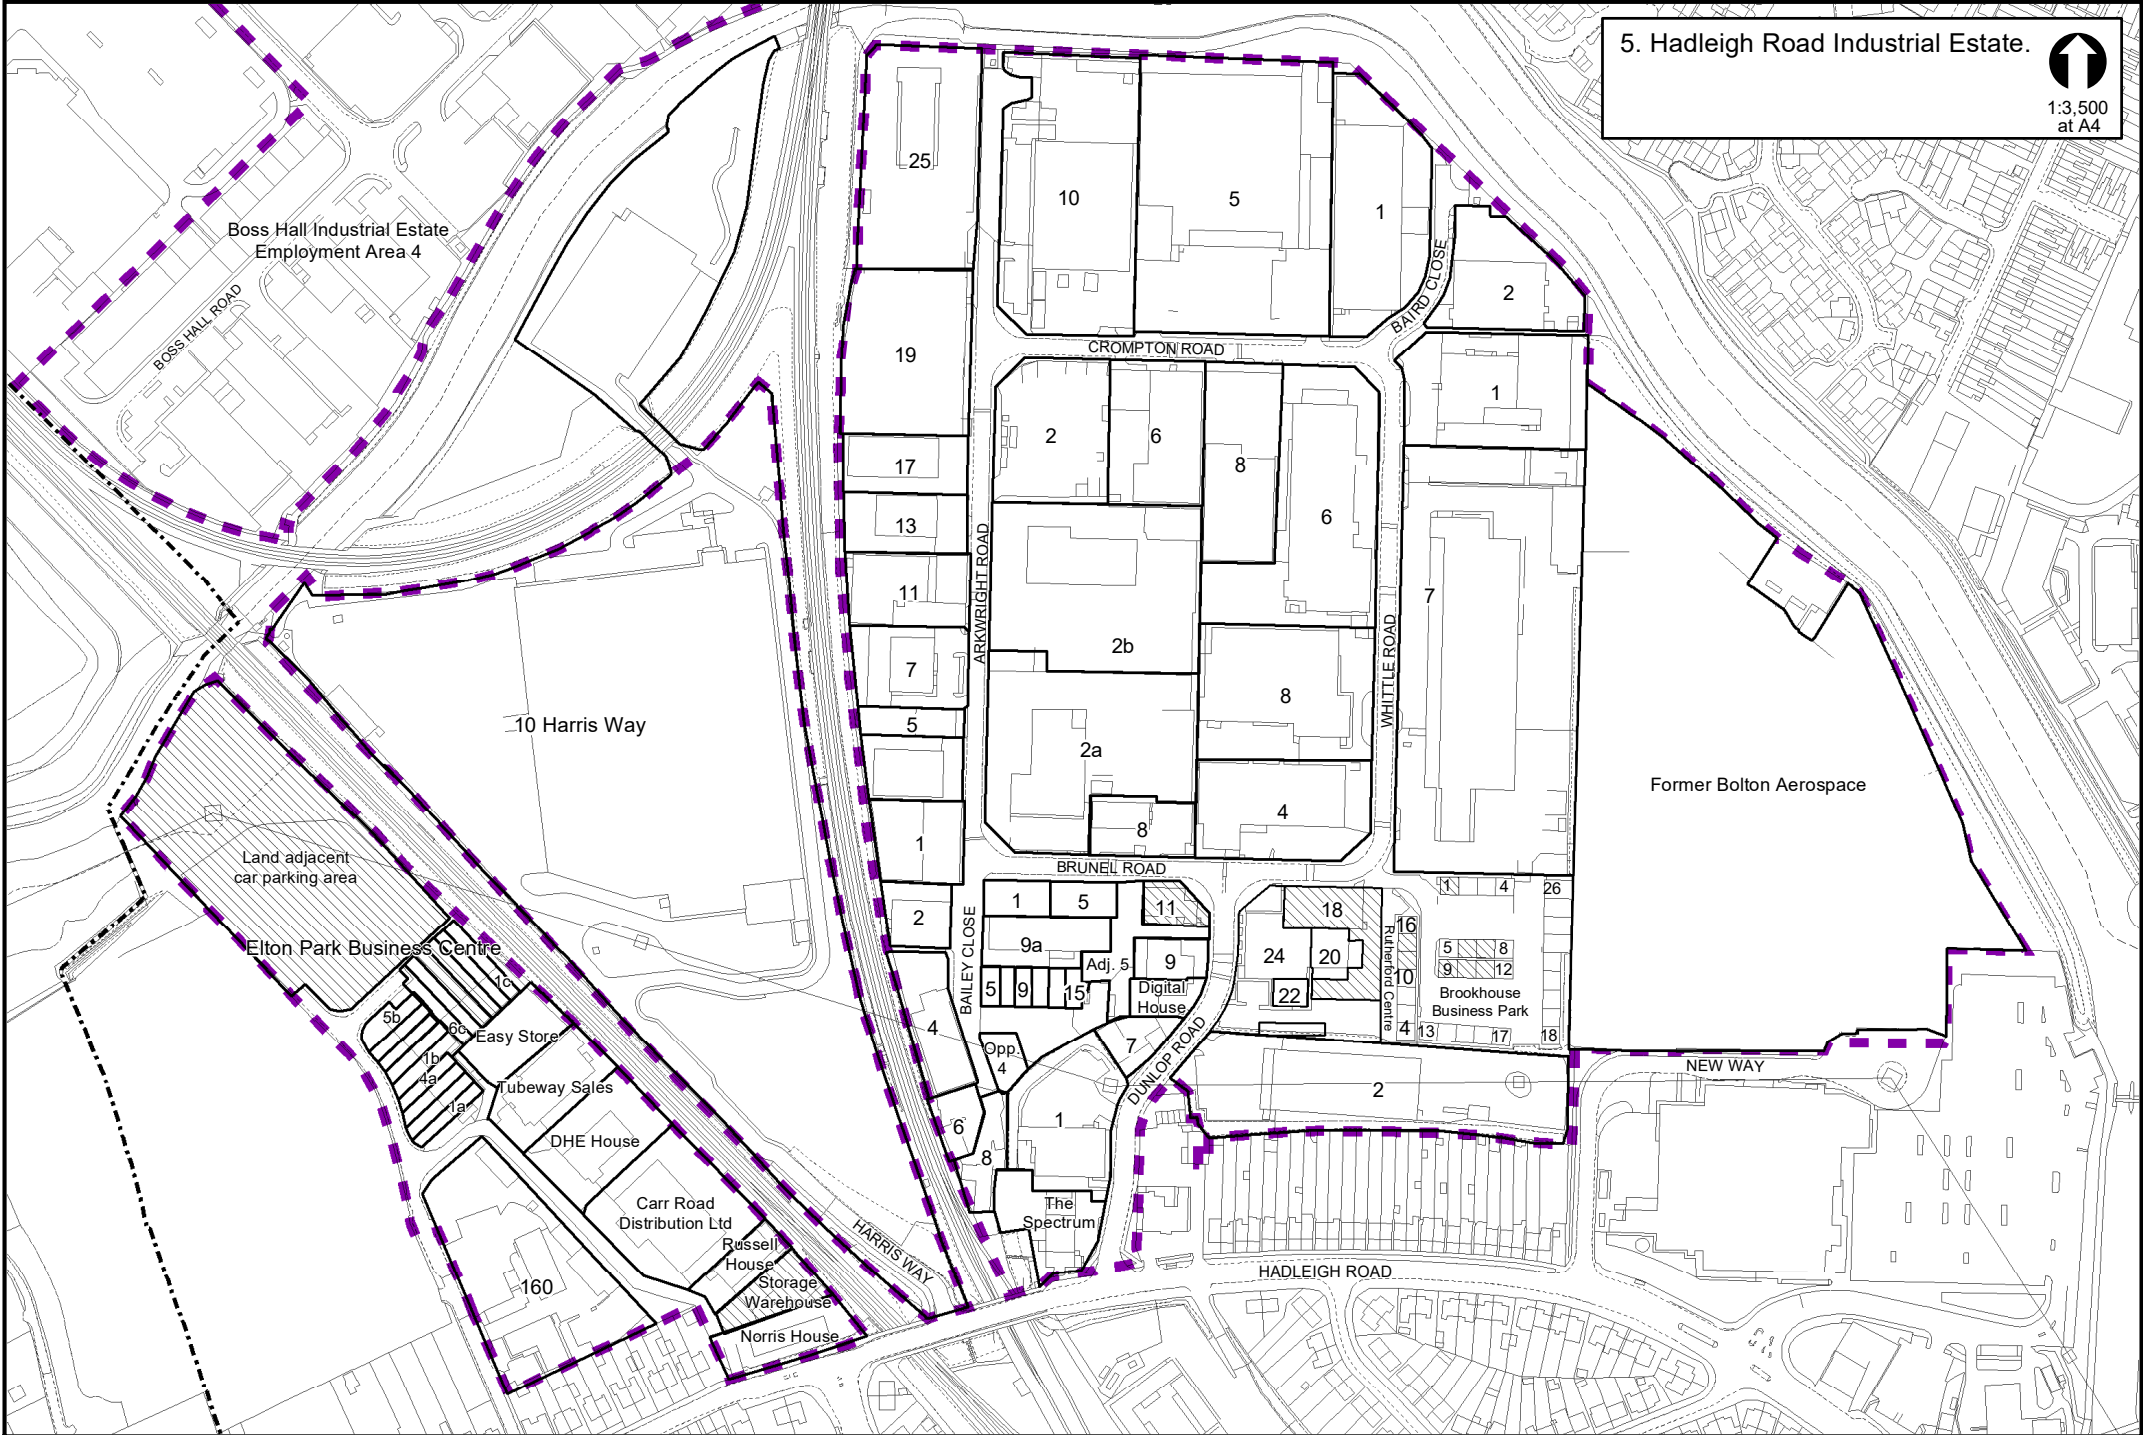 5. Hadleigh Road Industrial Estate.
1:3,500
at A4
Boss Hall Industrial Estate
Employment Area 4
BOSS HALL ROAD
25
10
5
1
2
BAIRD CLOSE
CROMPTON ROAD
19
1
2
6
8
6
17
13
11
7
5
ARKWRIGHT ROAD
2b
7
WHITTLE ROAD
8
2a
4
8
1
10 Harris Way
Former Bolton Aerospace
Land adjacent
car parking area
BRUNEL ROAD
2
BAILEY CLOSE
1
5
11
9a
Adj. 5
9
5
9
15
Digital
House
18
24
20
22
16
10
4
Rutherford Centre
1
4
26
5
8
9
12
Brookhouse
Business Park
13
17
18
Elton Park Business Centre
1c
5b
6c
Easy Store
1b
4a
1a
Tubeway Sales
DHE House
Carr Road
Distribution Ltd
Russell
House
Storage
Warehouse
Norris House
160
HARRIS WAY
4
Opp.
4
7
DUNLOP ROAD
6
8
1
The
Spectrum
2
NEW WAY
HADLEIGH ROAD